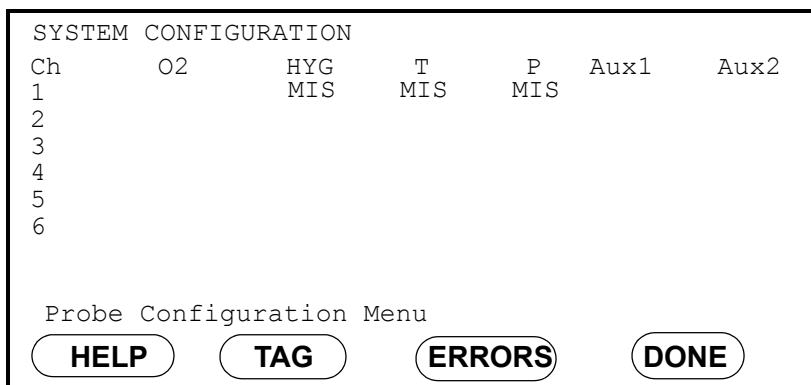 SYSTEM CONFIGURATION
Ch O2 HYG T P Aux1 Aux2
1 MIS MIS MIS
2
3
4
5
6
Probe Configuration Menu
HELP TAG ERRORS DONE